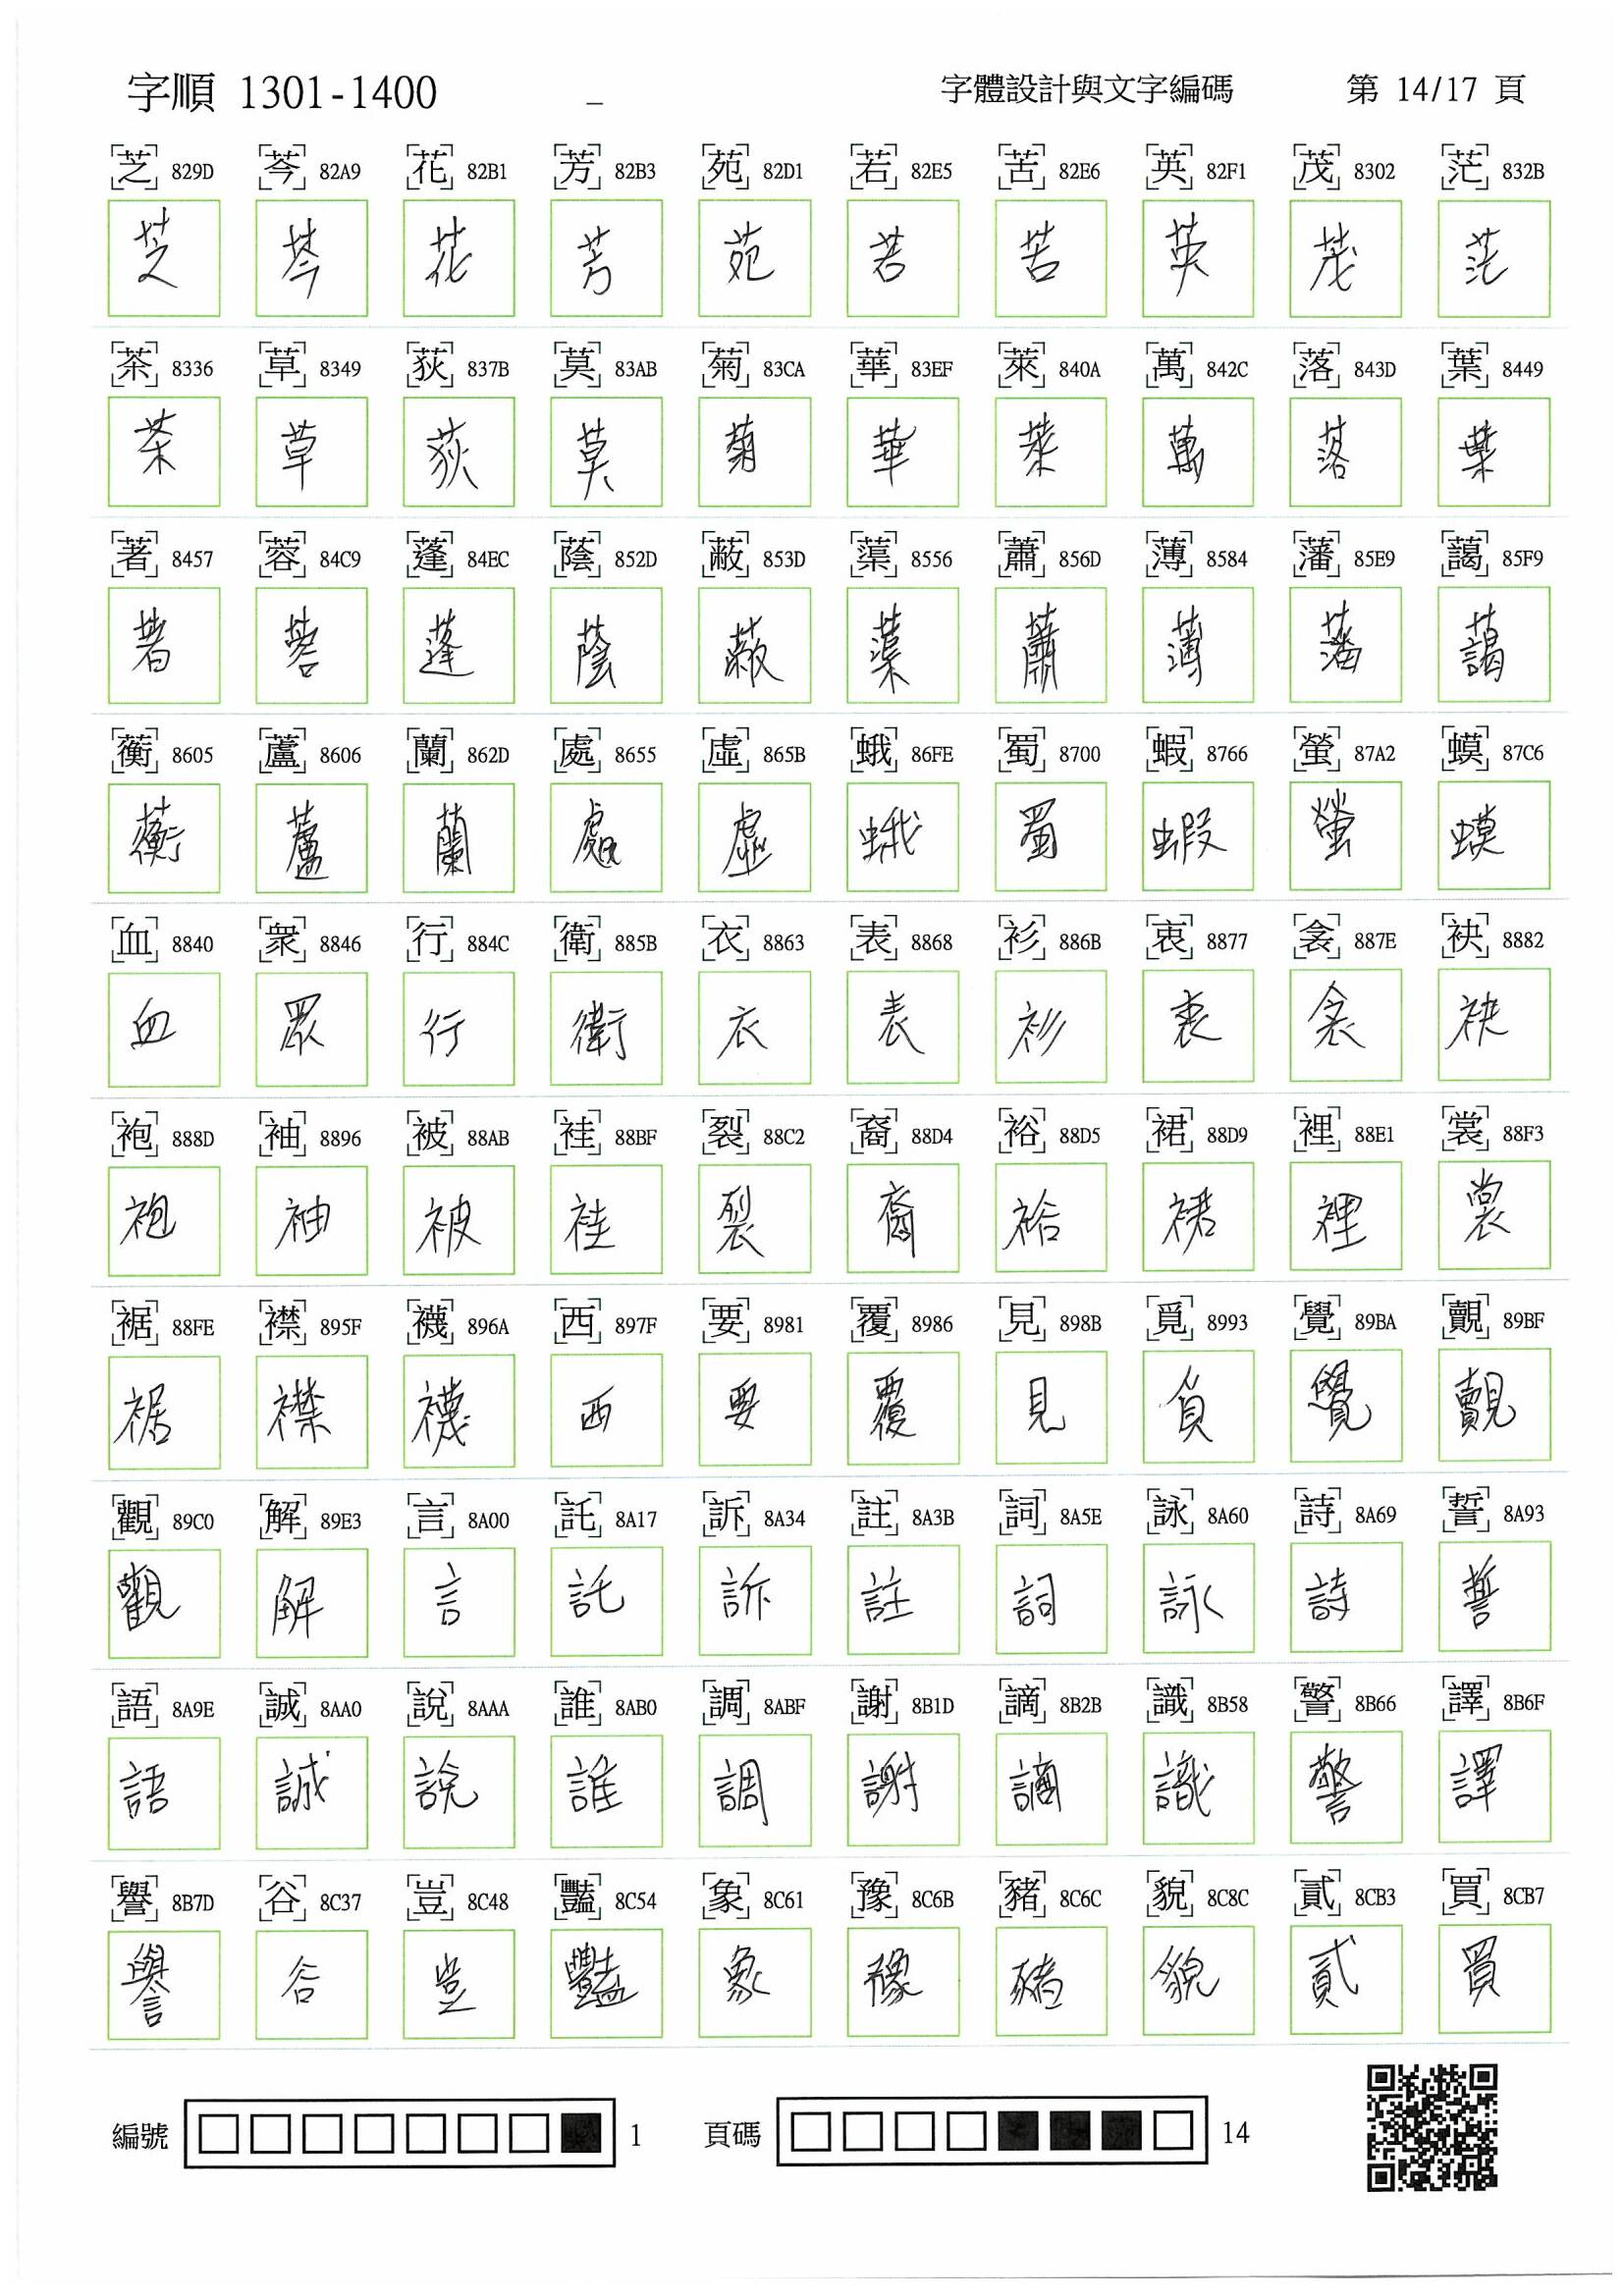 字順 1301-1400 _ 字體設計與文字編碼 第 14/17 頁
芝 829D 芩 82A9 花 82B1 芳 82B3 苑 82D1 若 82E5 苦 82E6 英 82F1 茂 8302 茫 832B
芝 芩 花 芳 苑 若 苦 英 茂 茫
茶 8336 草 8349 荻 837B 莫 83AB 菊 83CA 華 83EF 萊 840A 萬 842C 落 843D 葉 8449
茶 草 荻 莫 菊 華 萊 萬 落 葉
著 8457 蓉 84C9 蓬 84EC 蔭 852D 蔽 853D 蕖 8556 蕭 856D 薄 8584 藩 85E9 藹 85F9
著 蓉 蓬 蔭 蔽 蕖 蕭 薄 藩 藹
蘅 8605 蘆 8606 蘭 862D 處 8655 虛 865B 蛾 86FE 蜀 8700 蝦 8766 螢 87A2 蟆 87C6
蘅 蘆 蘭 處 虛 蛾 蜀 蝦 螢 蟆
血 8840 衆 8846 行 884C 衛 885B 衣 8863 表 8868 衫 886B 衷 8877 衾 887E 袂 8882
血 眾 行 衛 衣 表 衫 衷 衾 袂
袍 888D 袖 8896 被 88AB 袿 88BF 裂 88C2 裔 88D4 裕 88D5 裙 88D9 裡 88E1 裳 88F3
袍 袖 被 袿 裂 裔 裕 裙 裡 裳
裾 88FE 襟 895F 襪 896A 西 897F 要 8981 覆 8986 見 898B 覓 8993 覺 89BA 覿 89BF
裾 襟 襪 西 要 覆 見 負 覺 覿
觀 89C0 解 89E3 言 8A00 託 8A17 訴 8A34 註 8A3B 詞 8A5E 詠 8A60 詩 8A69 誓 8A93
觀 解 言 託 訴 註 詞 詠 詩 誓
語 8A9E 誠 8AA0 說 8AAA 誰 8AB0 調 8ABF 謝 8B1D 謫 8B2B 識 8B58 警 8B66 譯 8B6F
語 誠 說 誰 調 謝 謫 識 警 譯
譽 8B7D 谷 8C37 豈 8C48 豔 8C54 象 8C61 豫 8C6B 豬 8C6C 貌 8C8C 貳 8CB3 買 8CB7
譽 谷 豈 豔 象 豫 豬 貌 貳 買
編號 1 頁碼 14